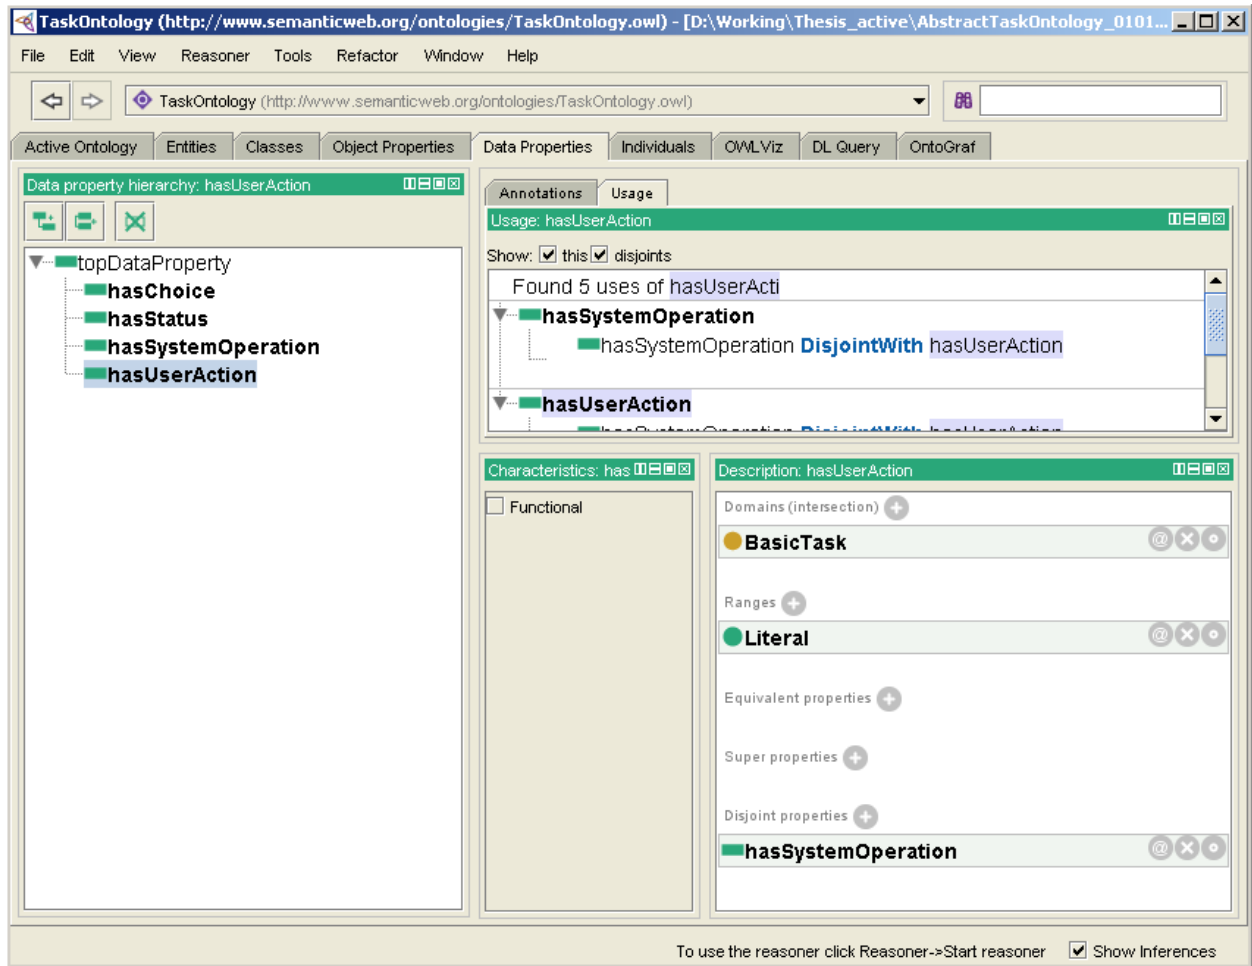 TaskOntology (http://www.semanticweb.org/ontologies/TaskOntology.owl) - [D:\Working\Thesis_active\AbstractTaskOntology_0101...
File Edit View Reasoner Tools Refactor Window Help
TaskOntology (http://www.semanticweb.org/ontologies/TaskOntology.owl)
Active Ontology Entities Classes Object Properties Data Properties Individuals OWLViz DL Query OntoGraf
Data property hierarchy: hasUserAction
topDataProperty
hasChoice
hasStatus
hasSystemOperation
hasUserAction
Annotations Usage
Usage: hasUserAction
Show: this disjoints
Found 5 uses of hasUserActi
hasSystemOperation
hasSystemOperation DisjointWith hasUserAction
hasUserAction
hasSystemOperation DisjointWith hasUserAction
Characteristics: has
Functional
Description: hasUserAction
Domains (intersection)
BasicTask
Ranges
Literal
Equivalent properties
Super properties
Disjoint properties
hasSystemOperation
To use the reasoner click Reasoner->Start reasoner Show Inferences